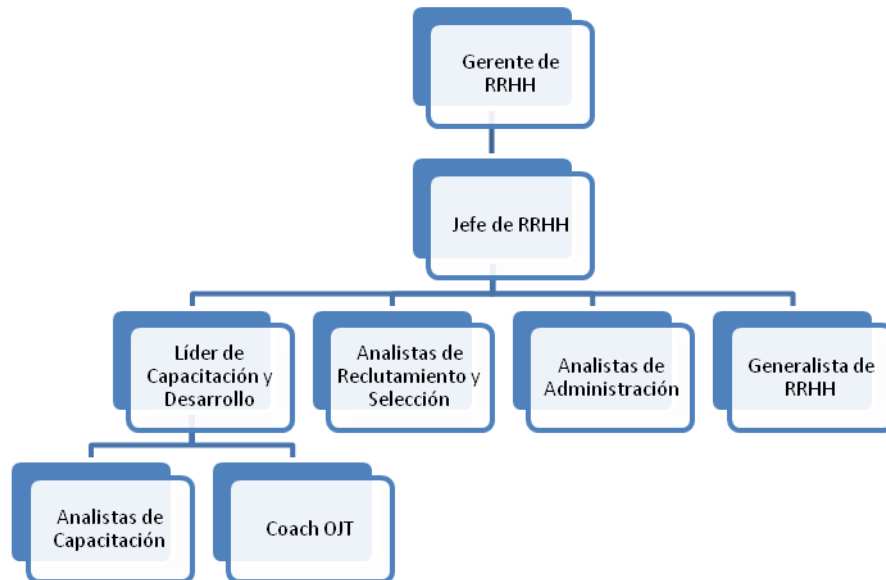 Gerente de
RRHH
Jefe de RRHH
Líder de
Capacitación y
Desarrollo
Analistas de
Reclutamiento y
Selección
Analistas de
Administración
Generalista de
RRHH
Analistas de
Capacitación
Coach OJT